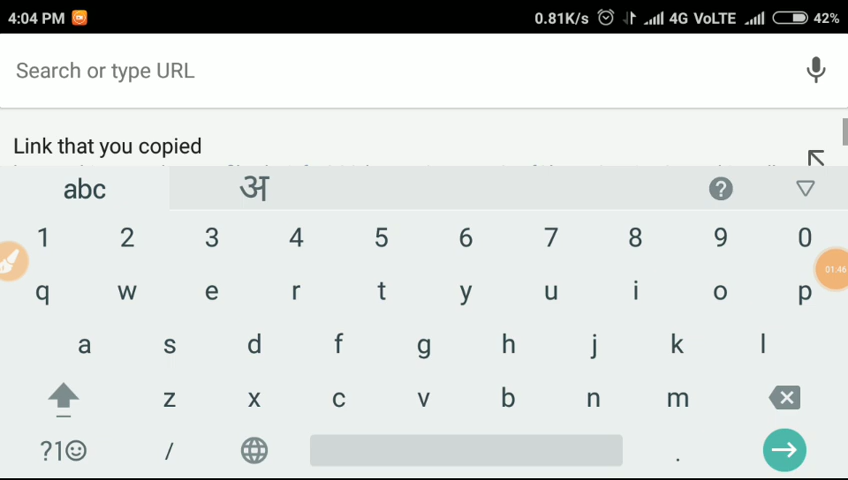 4:04 PM 0.81K/s 4G VoLTE 42%
Search or type URL
Link that you copied
abc अ ?
1 2 3 4 5 6 7 8 9 0
01:46
q w e r t y u i o p
a s d f g h j k l
z x c v b n m
?1☺ / .